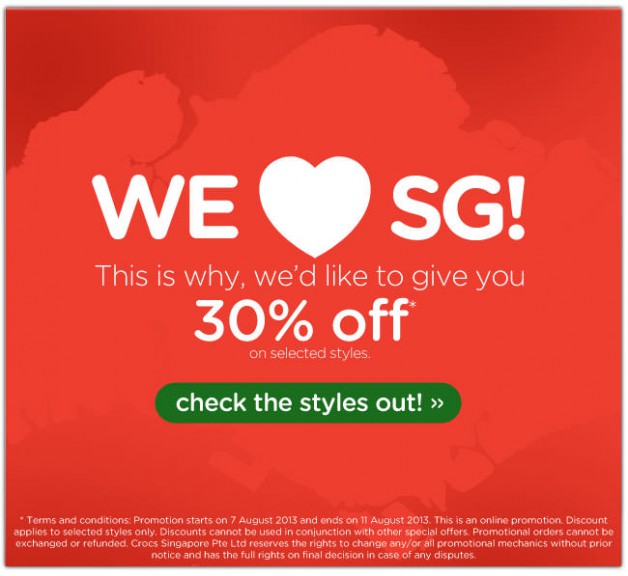 WE SG!
This is why, we'd like to give you
30% off*
on selected styles.
check the styles out! »
* Terms and conditions: Promotion starts on 7 August 2013 and ends on 11 August 2013. This is an online promotion. Discount
applies to selected styles only. Discounts cannot be used in conjunction with other special offers. Promotional orders cannot be
exchanged or refunded. Crocs Singapore Pte Ltd reserves the rights to change any/or all promotional mechanics without prior
notice and has the full rights on final decision in case of any disputes.